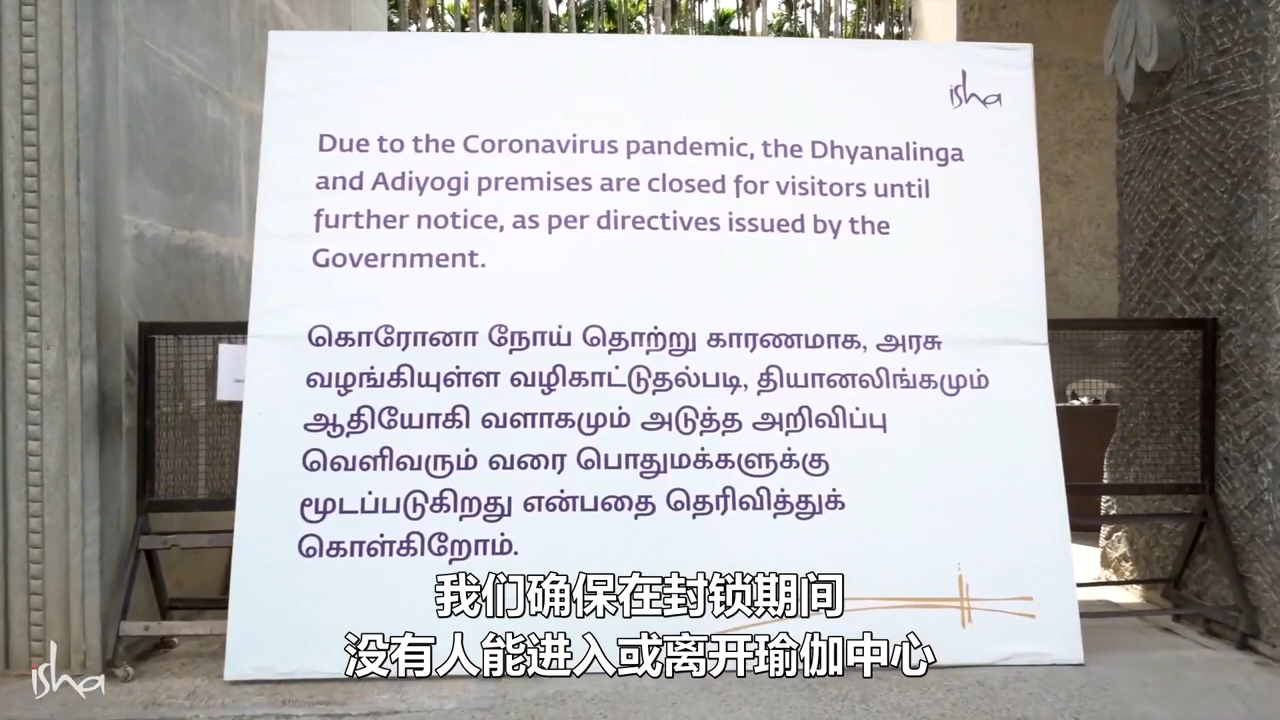 isha
Due to the Coronavirus pandemic, the Dhyanalinga
and Adiyogi premises are closed for visitors until
further notice, as per directives issued by the
Government.
கொரோனா நோய் தொற்று காரணமாக, அரசு
வழங்கியுள்ள வழிகாட்டுதல்படி, தியானலிங்கமும்
ஆதியோகி வளாகமும் அடுத்த அறிவிப்பு
வெளிவரும் வரை பொதுமக்களுக்கு
மூடப்படுகிறது என்பதை தெரிவித்துக்
கொள்கிறோம்.
我们确保在封锁期间
没有人能进入或离开瑜伽中心
isha